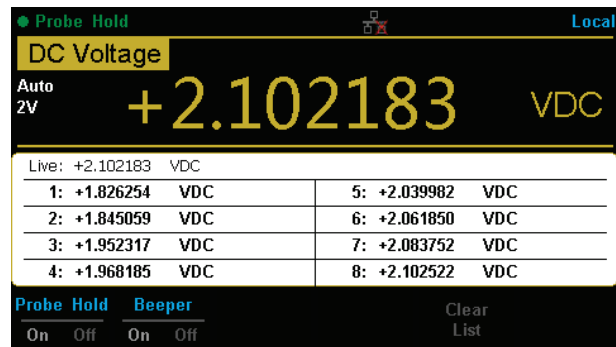 Probe Hold Local
DC Voltage
Auto
2V
+2.102183 VDC
Live: +2.102183 VDC
1: +1.826254 VDC 5: +2.039982 VDC
2: +1.845059 VDC 6: +2.061850 VDC
3: +1.952317 VDC 7: +2.083752 VDC
4: +1.968185 VDC 8: +2.102522 VDC
Probe Hold Beeper Clear
On Off On Off List